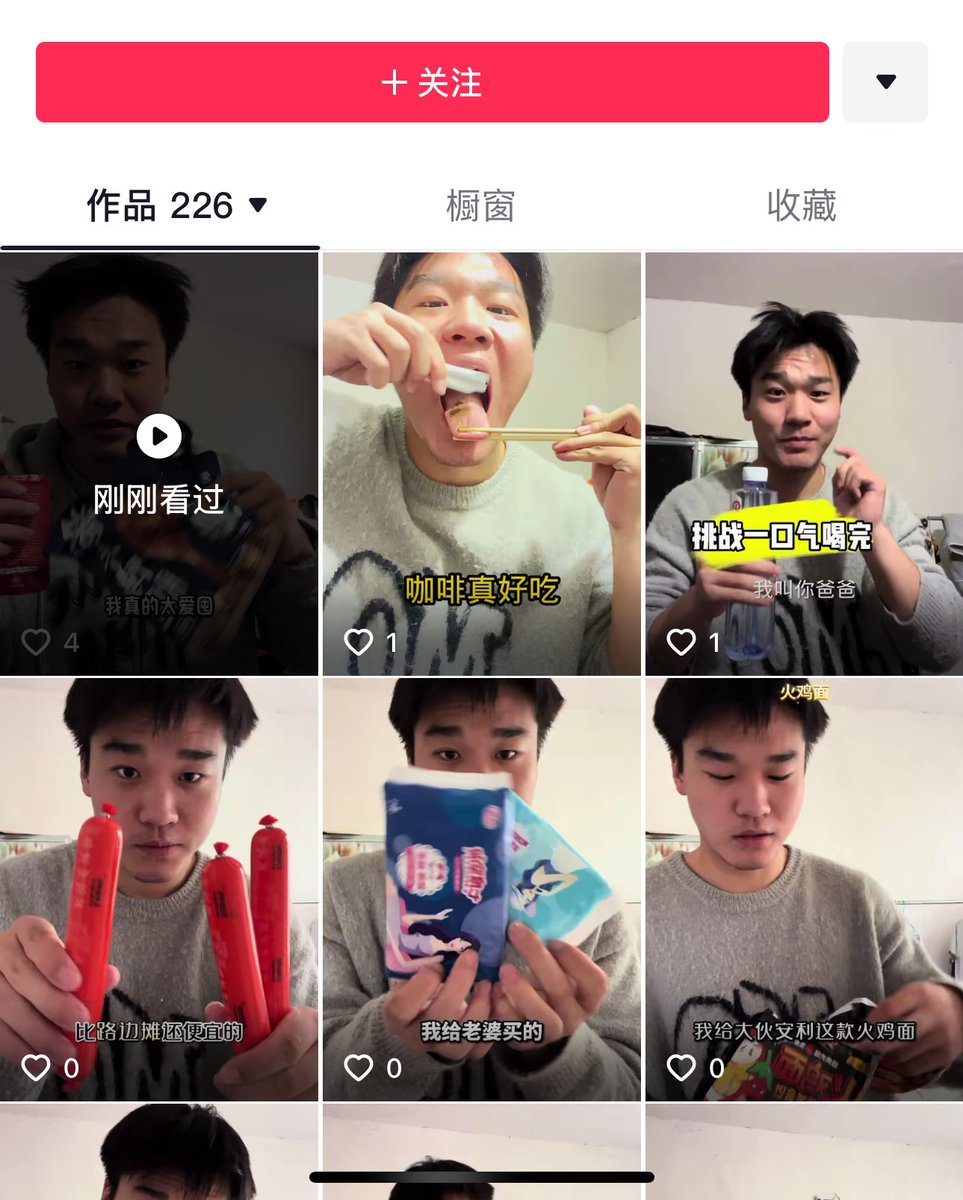 ＋关注
作品 226
橱窗
收藏
刚刚看过
我真的太爱囤
4
咖啡真好吃
1
挑战一口气喝完
我叫你爸爸
1
比路边摊还便宜的
0
我给老婆买的
0
火鸡面
我给大伙安利这款火鸡面
0